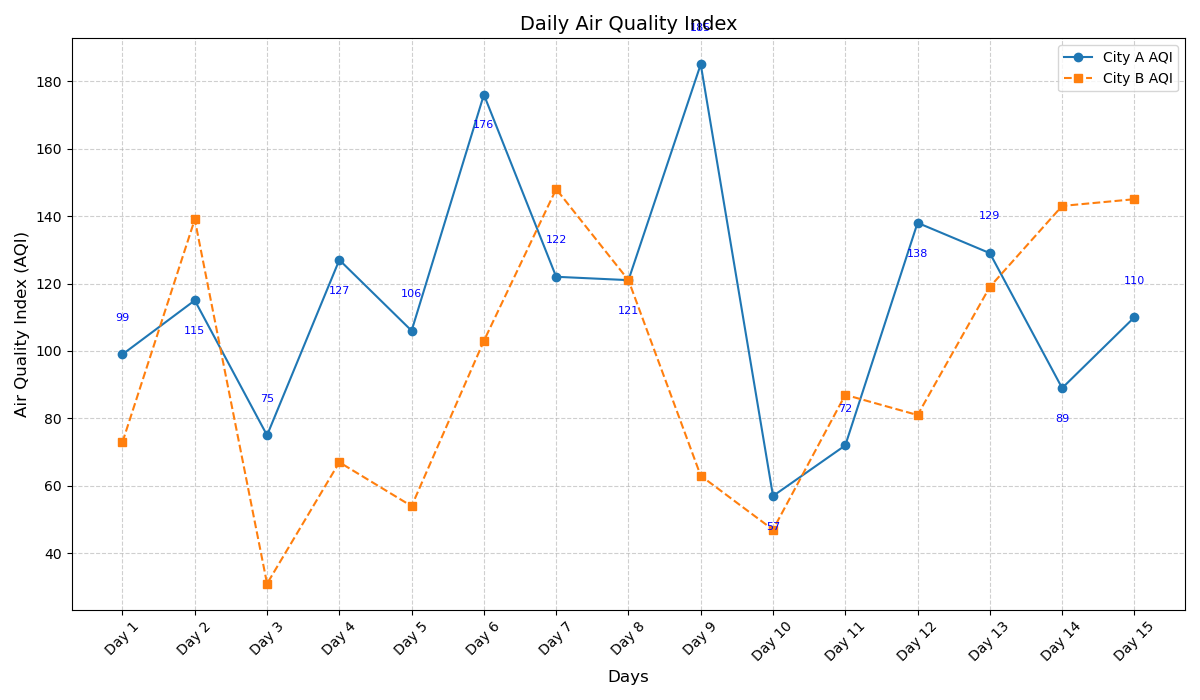 Daily Air Quality Index
185
City A AQI
City B AQI
180
160
140
120
100
80
60
40
Air Quality Index (AQI)
99
115
75
127
106
176
122
121
57
72
138
129
89
110
Day 1
Day 2
Day 3
Day 4
Day 5
Day 6
Day 7
Day 8
Day 9
Day 10
Day 11
Day 12
Day 13
Day 14
Day 15
Days